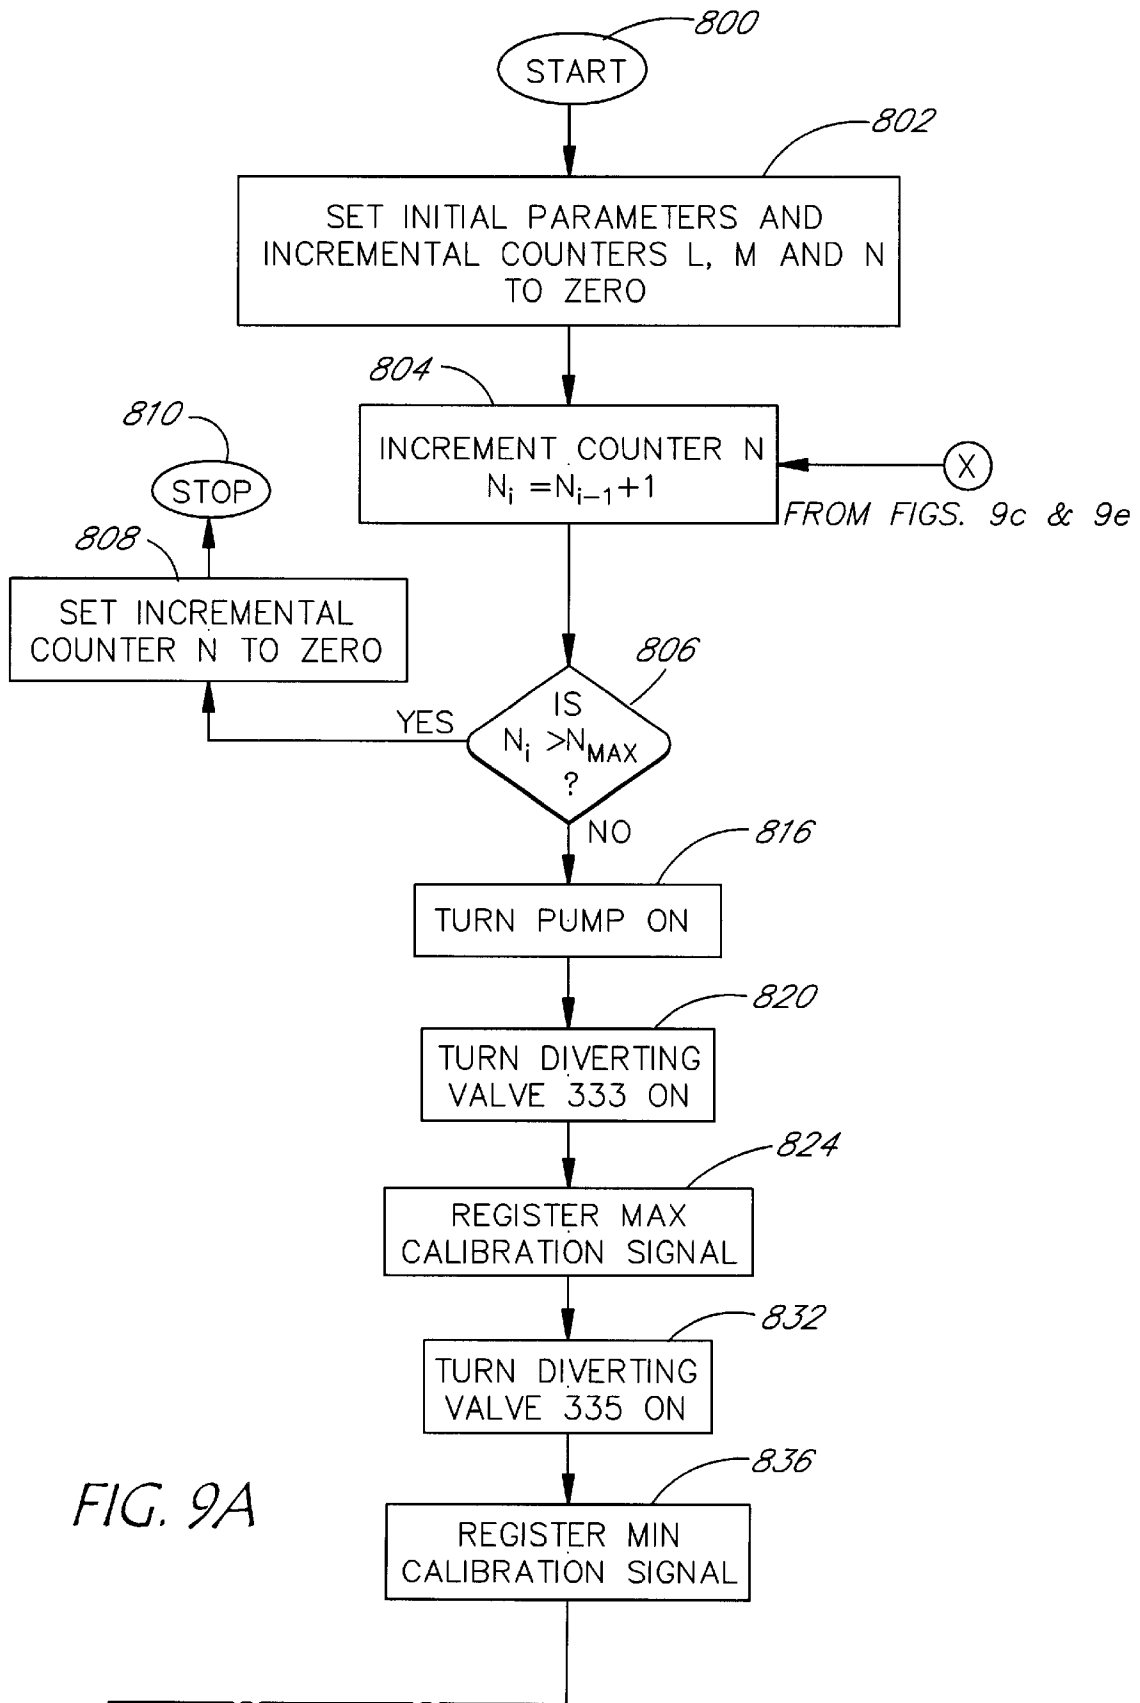 800
START
802
SET INITIAL PARAMETERS AND
INCREMENTAL COUNTERS L, M AND N
TO ZERO
804
INCREMENT COUNTER N
Nᵢ =Nᵢ₋₁+1
X
FROM FIGS. 9c & 9e
810
STOP
808
SET INCREMENTAL
COUNTER N TO ZERO
806
IS
Nᵢ >N_MAX
?
YES
NO
816
TURN PUMP ON
820
TURN DIVERTING
VALVE 333 ON
824
REGISTER MAX
CALIBRATION SIGNAL
832
TURN DIVERTING
VALVE 335 ON
836
REGISTER MIN
CALIBRATION SIGNAL
FIG. 9A